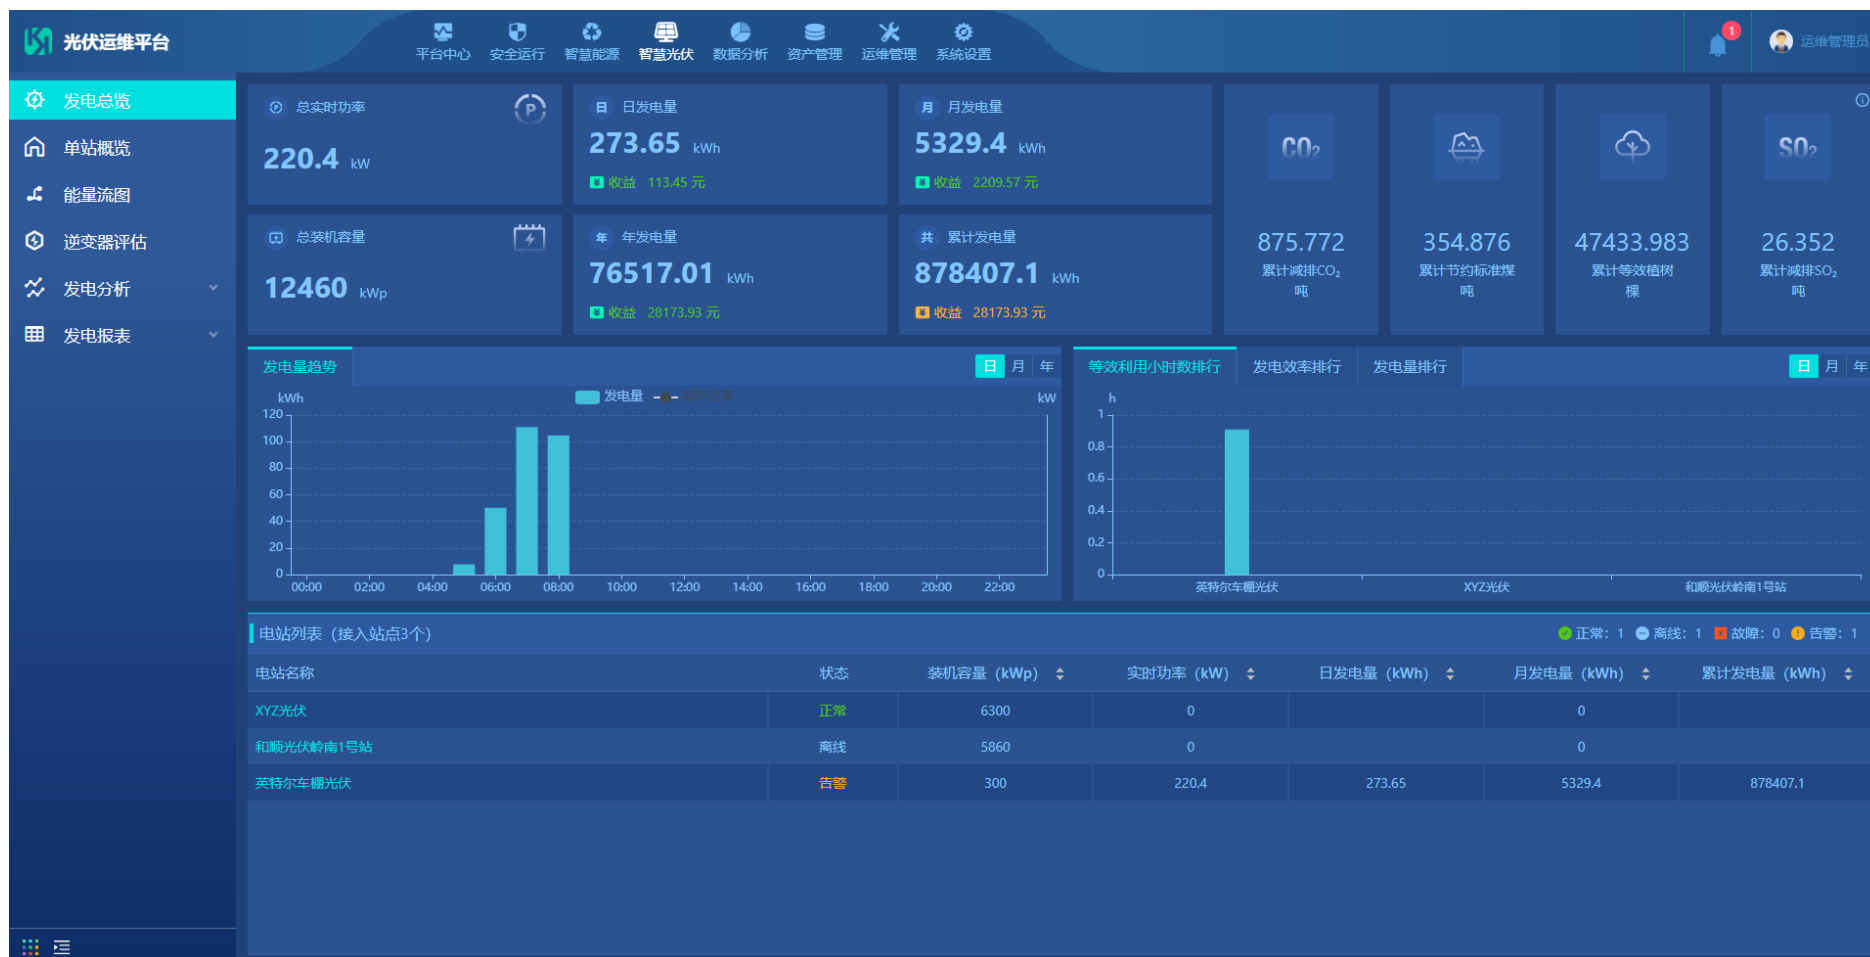 光伏运维平台
平台中心 安全运行 智慧能源 智慧光伏 数据分析 资产管理 运维管理 系统设置
1
运维管理员
发电总览
单站概览
能量流图
逆变器评估
发电分析
发电报表
总实时功率
P
220.4 kW
日 日发电量
273.65 kWh
¥ 收益 113.45 元
月 月发电量
5329.4 kWh
¥ 收益 2209.57 元
总装机容量
12460 kWp
年 年发电量
76517.01 kWh
¥ 收益 28173.93 元
共 累计发电量
878407.1 kWh
¥ 收益 28173.93 元
CO₂
875.772
累计减排CO₂
吨
354.876
累计节约标准煤
吨
47433.983
累计等效植树
棵
SO₂
26.352
累计减排SO₂
吨
发电量趋势
日 月 年
kWh 发电量 实时功率 kW
120
100
80
60
40
20
0
00:00 02:00 04:00 06:00 08:00 10:00 12:00 14:00 16:00 18:00 20:00 22:00
等效利用小时数排行 发电效率排行 发电量排行
日 月 年
h
1
0.8
0.6
0.4
0.2
0
英特尔车棚光伏 XYZ光伏 和顺光伏岭南1号站
电站列表（接入站点3个）
正常：1 离线：1 故障：0 告警：1
电站名称 状态 装机容量（kWp） 实时功率（kW） 日发电量（kWh） 月发电量（kWh） 累计发电量（kWh）
XYZ光伏 正常 6300 0 0
和顺光伏岭南1号站 离线 5860 0 0
英特尔车棚光伏 告警 300 220.4 273.65 5329.4 878407.1